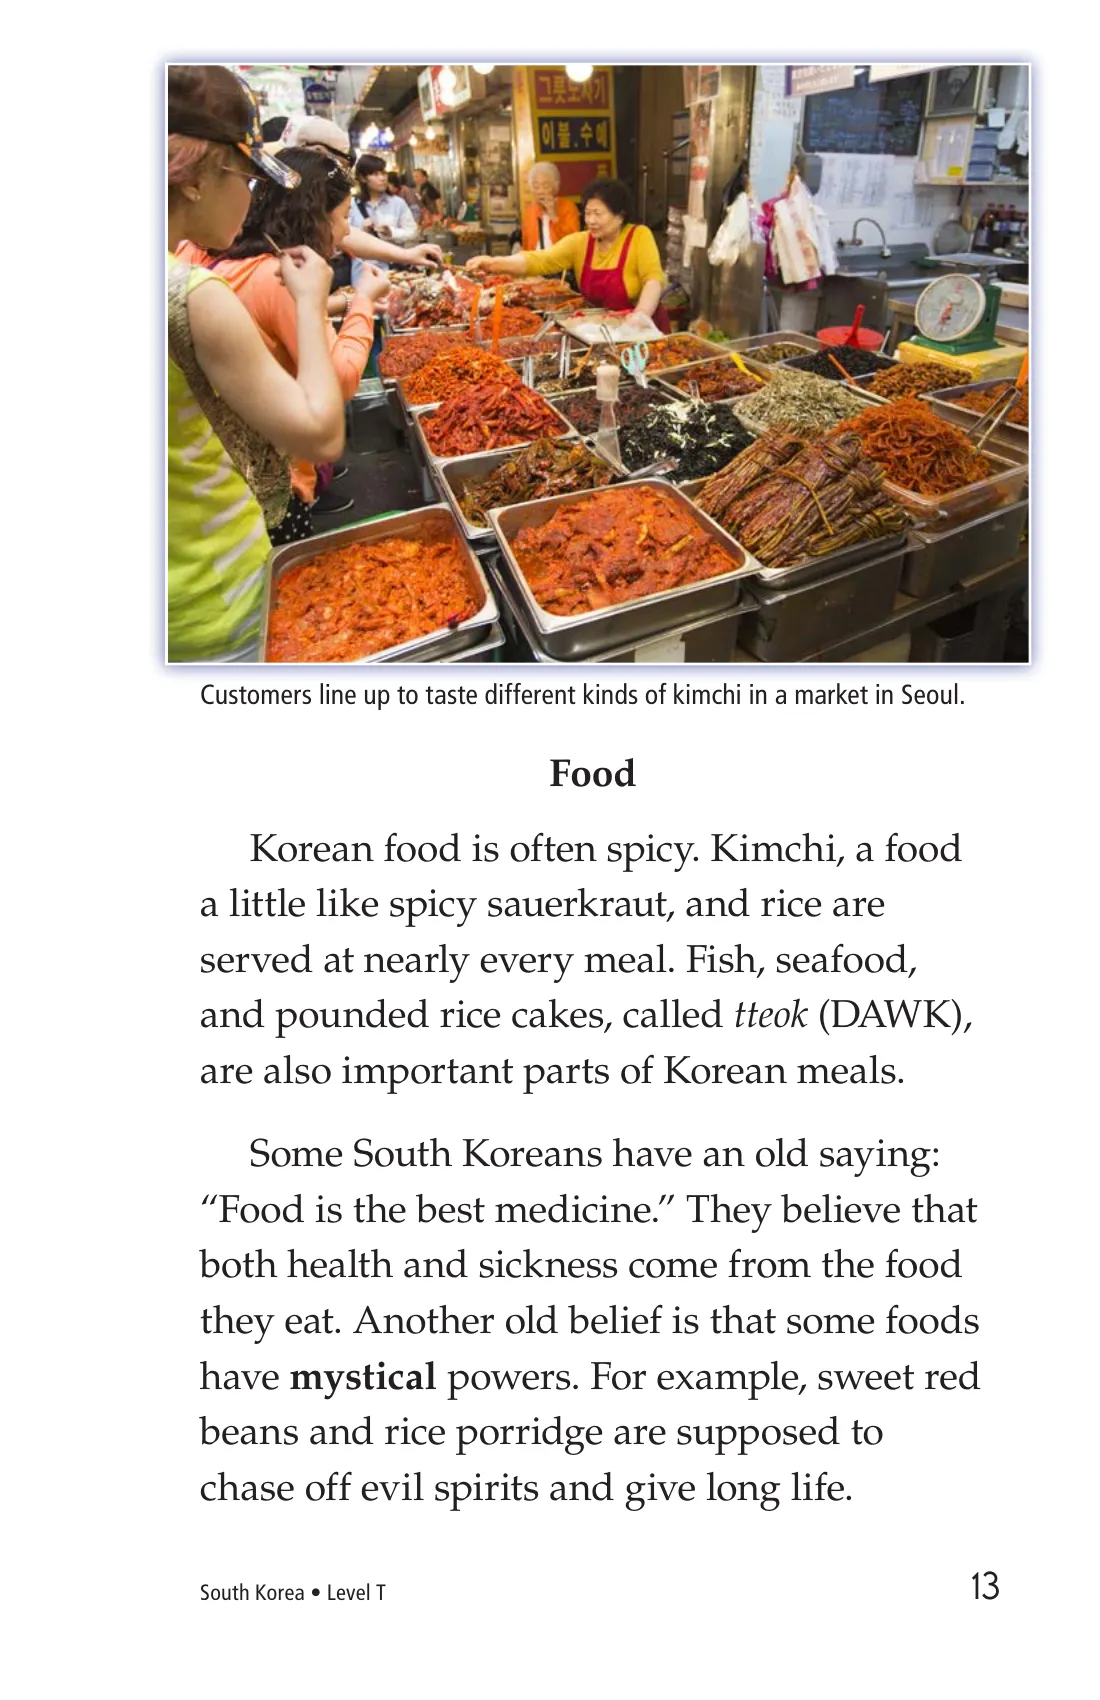 그릇도자기
이불.수예
Customers line up to taste different kinds of kimchi in a market in Seoul.
Food
Korean food is often spicy. Kimchi, a food
a little like spicy sauerkraut, and rice are
served at nearly every meal. Fish, seafood,
and pounded rice cakes, called tteok (DAWK),
are also important parts of Korean meals.
Some South Koreans have an old saying:
“Food is the best medicine.” They believe that
both health and sickness come from the food
they eat. Another old belief is that some foods
have mystical powers. For example, sweet red
beans and rice porridge are supposed to
chase off evil spirits and give long life.
South Korea • Level T
13